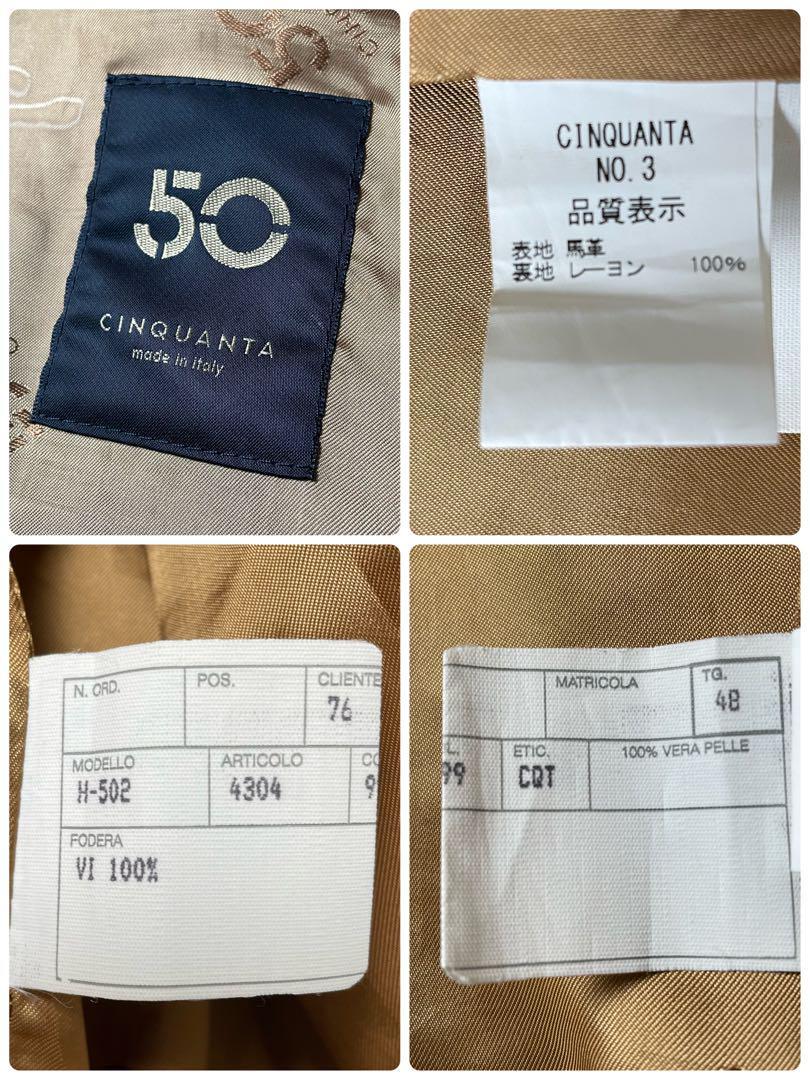 50
CINQUANTA
made in italy
CINQUANTA
NO.3
品質表示
表地 馬革
裏地 レーヨン 100%
N. ORD.
POS.
CLIENTE
76
MODELLO
ARTICOLO
H-502
4304
FODERA
VI 100%
MATRICOLA
TG.
48
ETIC.
100% VERA PELLE
99
CQT